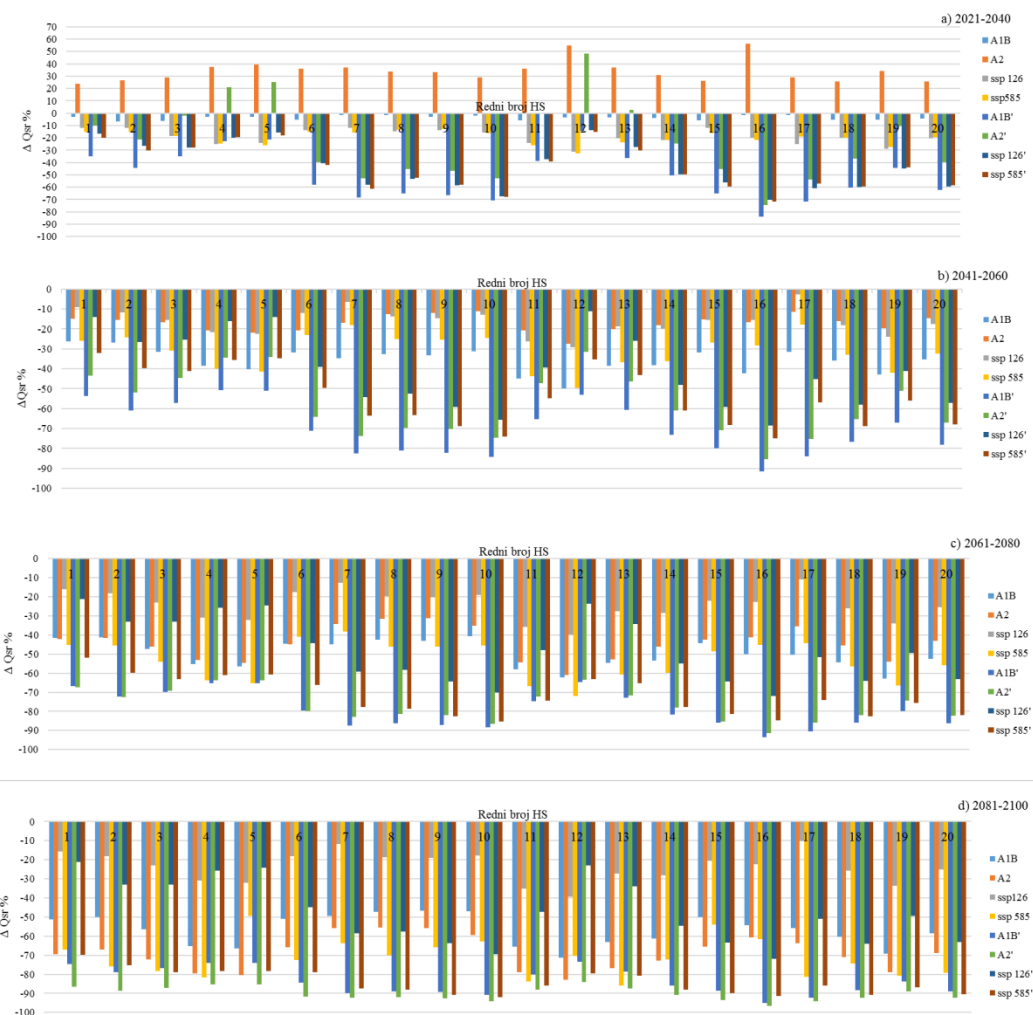 a) 2021-2040
70
60
50
40
30
20
10
0
-10
-20
-30
-40
-50
-60
-70
-80
-90
-100
Δ Qsr %
Redni broj HS
1 2 3 4 5 6 7 8 9 10 11 12 13 14 15 16 17 18 19 20
A1B
A2
ssp 126
ssp585
A1B'
A2'
ssp 126'
ssp 585'
b) 2041-2060
Redni broj HS
0
-10
-20
-30
-40
-50
-60
-70
-80
-90
-100
ΔQsr %
1 2 3 4 5 6 7 8 9 10 11 12 13 14 15 16 17 18 19 20
A1B
A2
ssp 126
ssp 585
A1B'
A2'
ssp 126'
ssp 585'
c) 2061-2080
Redni broj HS
0
-10
-20
-30
-40
-50
-60
-70
-80
-90
-100
Δ Qsr %
1 2 3 4 5 6 7 8 9 10 11 12 13 14 15 16 17 18 19 20
A1B
A2
ssp 126
ssp 585
A1B'
A2'
ssp 126'
ssp 585'
d) 2081-2100
Redni broj HS
0
-10
-20
-30
-40
-50
-60
-70
-80
-90
-100
Δ Qsr %
1 2 3 4 5 6 7 8 9 10 11 12 13 14 15 16 17 18 19 20
A1B
A2
ssp126
ssp 585
A1B'
A2'
ssp 126'
ssp 585'